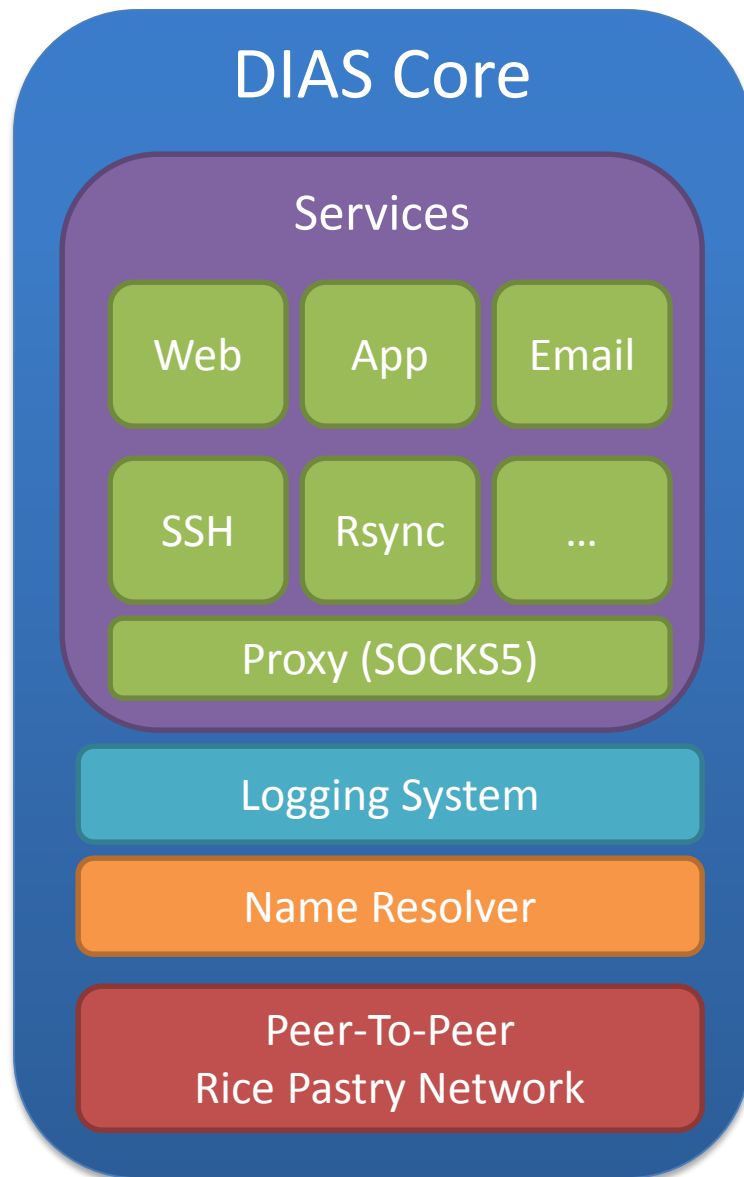 DIAS Core
Services
Web
App
Email
SSH
Rsync
...
Proxy (SOCKS5)
Logging System
Name Resolver
Peer-To-Peer
Rice Pastry Network